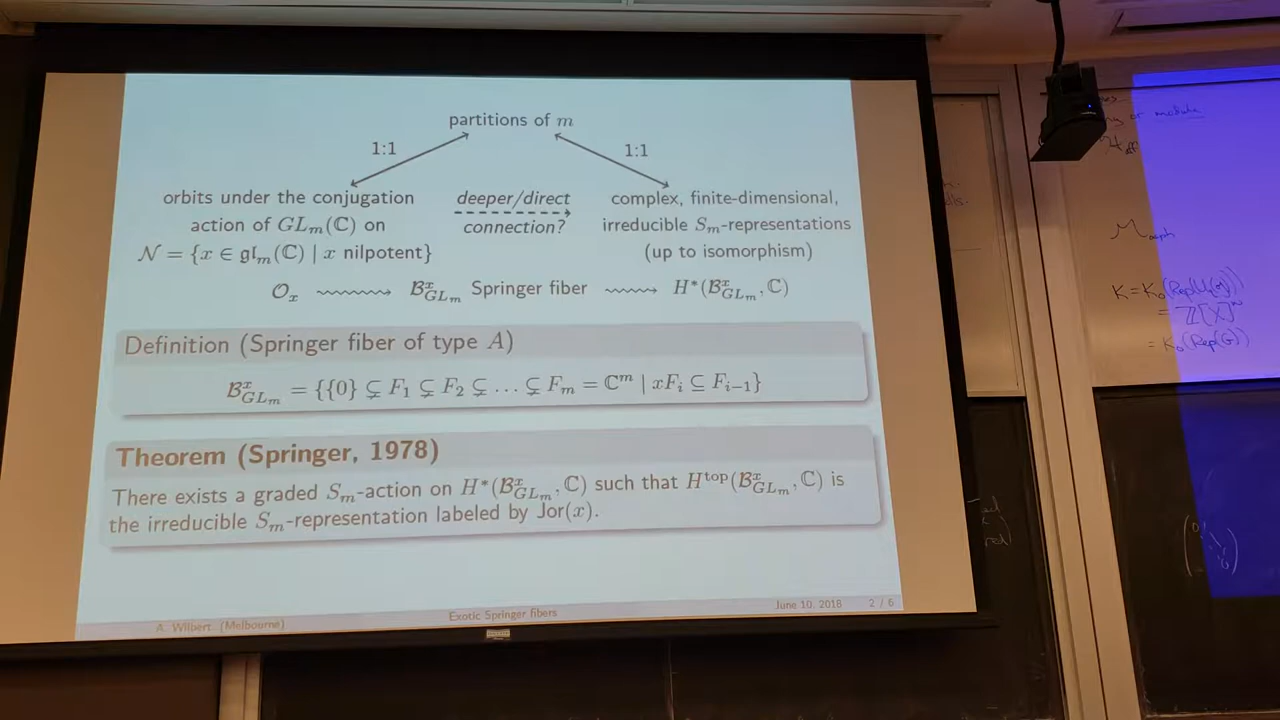 partitions of m
1:1
1:1
orbits under the conjugation
action of GL_m(ℂ) on
𝒩 = {x ∈ 𝔤𝔩_m(ℂ) | x nilpotent}
deeper/direct
connection?
complex, finite-dimensional,
irreducible S_m-representations
(up to isomorphism)
𝒪_x ⇝ ℬ^x_{GL_m} Springer fiber ⇝ H*(ℬ^x_{GL_m}, ℂ)
Definition (Springer fiber of type A)
ℬ^x_{GL_m} = {{0} ⊊ F_1 ⊊ F_2 ⊊ … ⊊ F_m = ℂ^m | xF_i ⊆ F_{i−1}}
Theorem (Springer, 1978)
There exists a graded S_m-action on H*(ℬ^x_{GL_m}, ℂ) such that H^top(ℬ^x_{GL_m}, ℂ) is
the irreducible S_m-representation labeled by Jor(x).
A. Wilbert (Melbourne)
Exotic Springer fibers
June 10, 2018
2 / 6
or module
= ℤ[X]^W
= K_0(Rep(G))